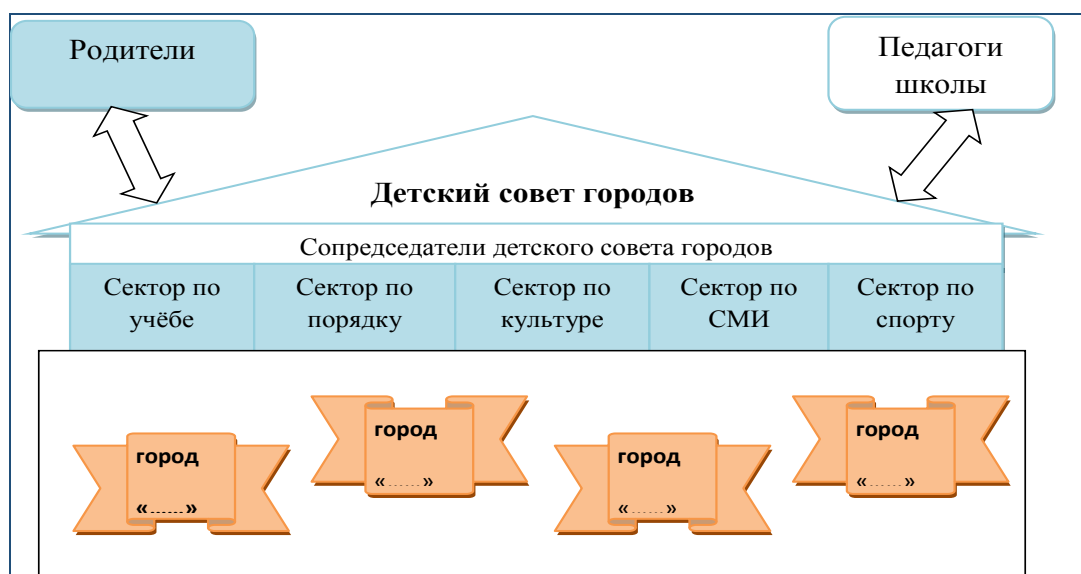 Родители
Педагоги
школы
Детский совет городов
Сопредседатели детского совета городов
Сектор по
учёбе
Сектор по
порядку
Сектор по
культуре
Сектор по
СМИ
Сектор по
спорту
город
«......»
город
«......»
город
«......»
город
«......»